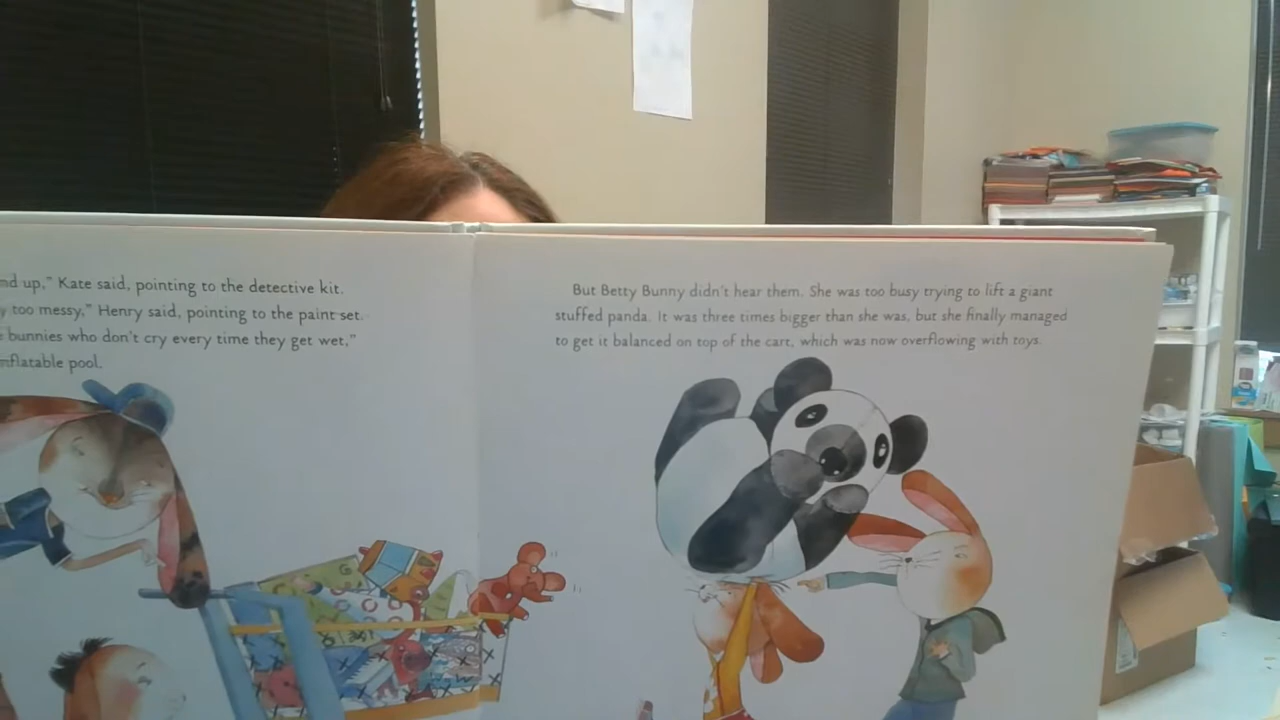 nd up," Kate said, pointing to the detective kit.
y too messy," Henry said, pointing to the paint set.
bunnies who don't cry every time they get wet,"
inflatable pool.
But Betty Bunny didn't hear them. She was too busy trying to lift a giant
stuffed panda. It was three times bigger than she was, but she finally managed
to get it balanced on top of the cart, which was now overflowing with toys.